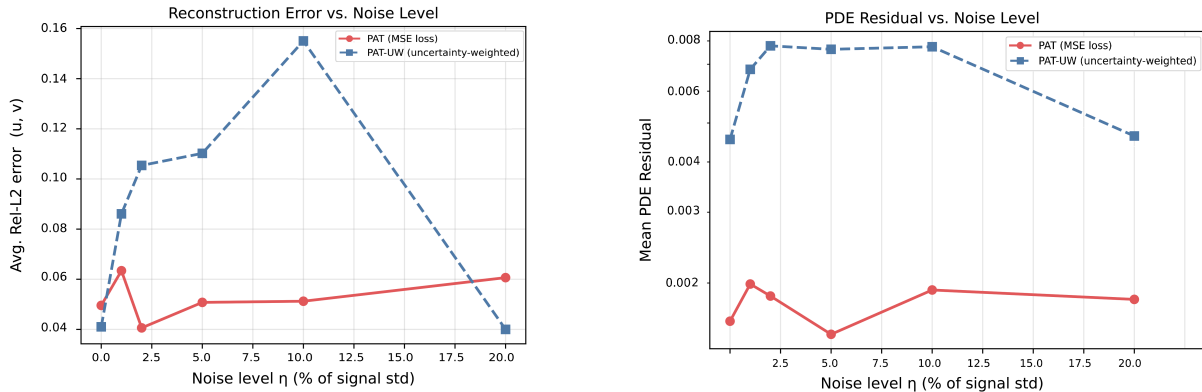 Reconstruction Error vs. Noise Level
Avg. Rel-L2 error  (u, v)
0.16
0.14
0.12
0.10
0.08
0.06
0.04
PAT (MSE loss)
PAT-UW (uncertainty-weighted)
0.0 2.5 5.0 7.5 10.0 12.5 15.0 17.5 20.0
Noise level η (% of signal std)
PDE Residual vs. Noise Level
Mean PDE Residual
0.008
0.006
0.004
0.003
0.002
PAT (MSE loss)
PAT-UW (uncertainty-weighted)
2.5 5.0 7.5 10.0 12.5 15.0 17.5 20.0
Noise level η (% of signal std)